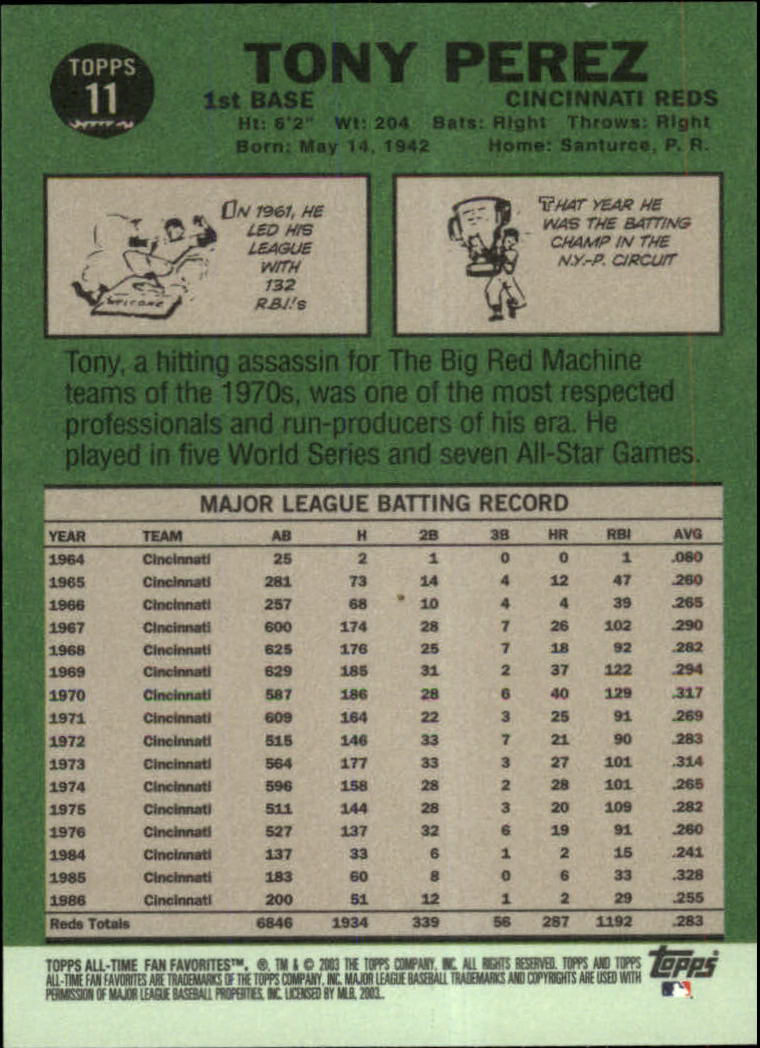 TOPPS
11
TONY PEREZ
1st BASE CINCINNATI REDS
Ht: 6'2" Wt: 204 Bats: Right Throws: Right
Born: May 14, 1942 Home: Santurce, P. R.
IN 1961, HE
LED HIS
LEAGUE
WITH
132
R.B.I.'s
WELCOME
THAT YEAR HE
WAS THE BATTING
CHAMP IN THE
N.Y.-P. CIRCUIT
Tony, a hitting assassin for The Big Red Machine
teams of the 1970s, was one of the most respected
professionals and run-producers of his era. He
played in five World Series and seven All-Star Games.
MAJOR LEAGUE BATTING RECORD
YEAR TEAM AB H 2B 3B HR RBI AVG
1964 Cincinnati 25 2 1 0 0 1 .080
1965 Cincinnati 281 73 14 4 12 47 .260
1966 Cincinnati 257 68 10 4 4 39 .265
1967 Cincinnati 600 174 28 7 26 102 .290
1968 Cincinnati 625 176 25 7 18 92 .282
1969 Cincinnati 629 185 31 2 37 122 .294
1970 Cincinnati 587 186 28 6 40 129 .317
1971 Cincinnati 609 164 22 3 25 91 .269
1972 Cincinnati 515 146 33 7 21 90 .283
1973 Cincinnati 564 177 33 3 27 101 .314
1974 Cincinnati 596 158 28 2 28 101 .265
1975 Cincinnati 511 144 28 3 20 109 .282
1976 Cincinnati 527 137 32 6 19 91 .260
1984 Cincinnati 137 33 6 1 2 15 .241
1985 Cincinnati 183 60 8 0 6 33 .328
1986 Cincinnati 200 51 12 1 2 29 .255
Reds Totals 6846 1934 339 56 287 1192 .283
TOPPS ALL-TIME FAN FAVORITES™. ®, TM & © 2003 THE TOPPS COMPANY, INC. ALL RIGHTS RESERVED. TOPPS AND TOPPS
ALL-TIME FAN FAVORITES ARE TRADEMARKS OF THE TOPPS COMPANY, INC. MAJOR LEAGUE BASEBALL TRADEMARKS AND COPYRIGHTS ARE USED WITH
PERMISSION OF MAJOR LEAGUE BASEBALL PROPERTIES, INC. LICENSED BY MLB, 2003.
topps